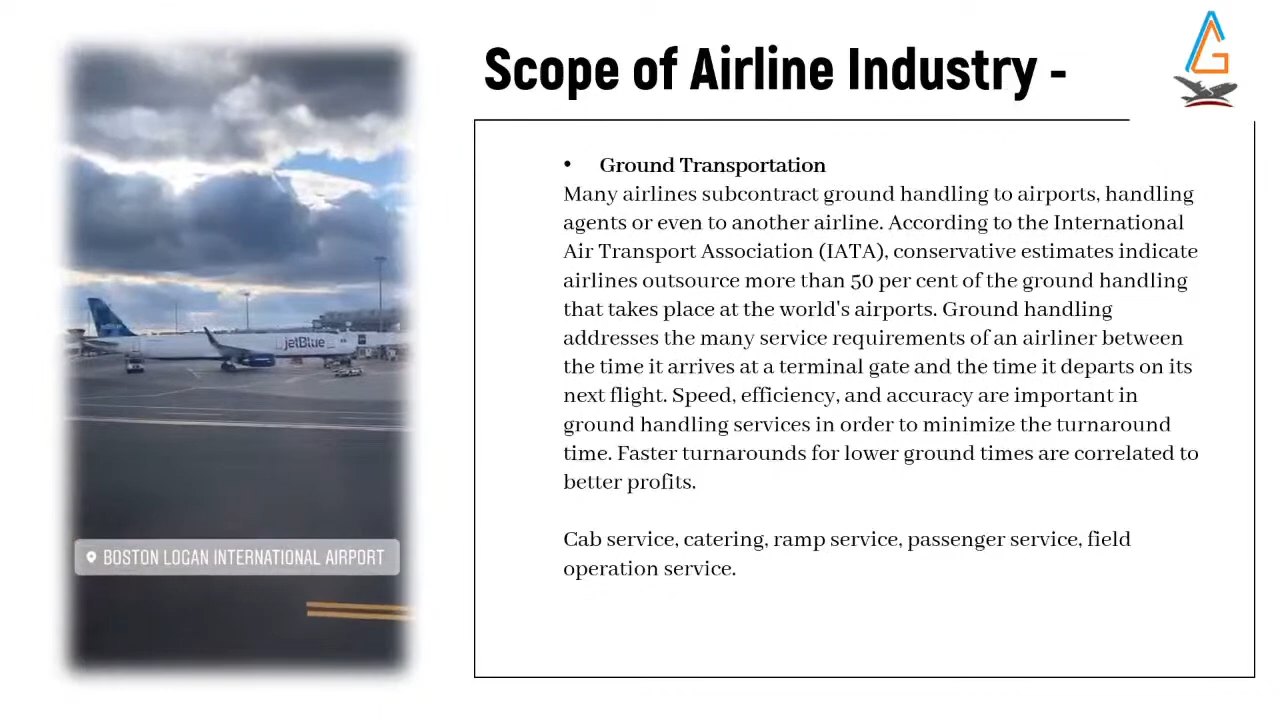 Scope of Airline Industry -
• Ground Transportation
Many airlines subcontract ground handling to airports, handling
agents or even to another airline. According to the International
Air Transport Association (IATA), conservative estimates indicate
airlines outsource more than 50 per cent of the ground handling
that takes place at the world's airports. Ground handling
addresses the many service requirements of an airliner between
the time it arrives at a terminal gate and the time it departs on its
next flight. Speed, efficiency, and accuracy are important in
ground handling services in order to minimize the turnaround
time. Faster turnarounds for lower ground times are correlated to
better profits.
Cab service, catering, ramp service, passenger service, field
operation service.
jetBlue
BOSTON LOGAN INTERNATIONAL AIRPORT